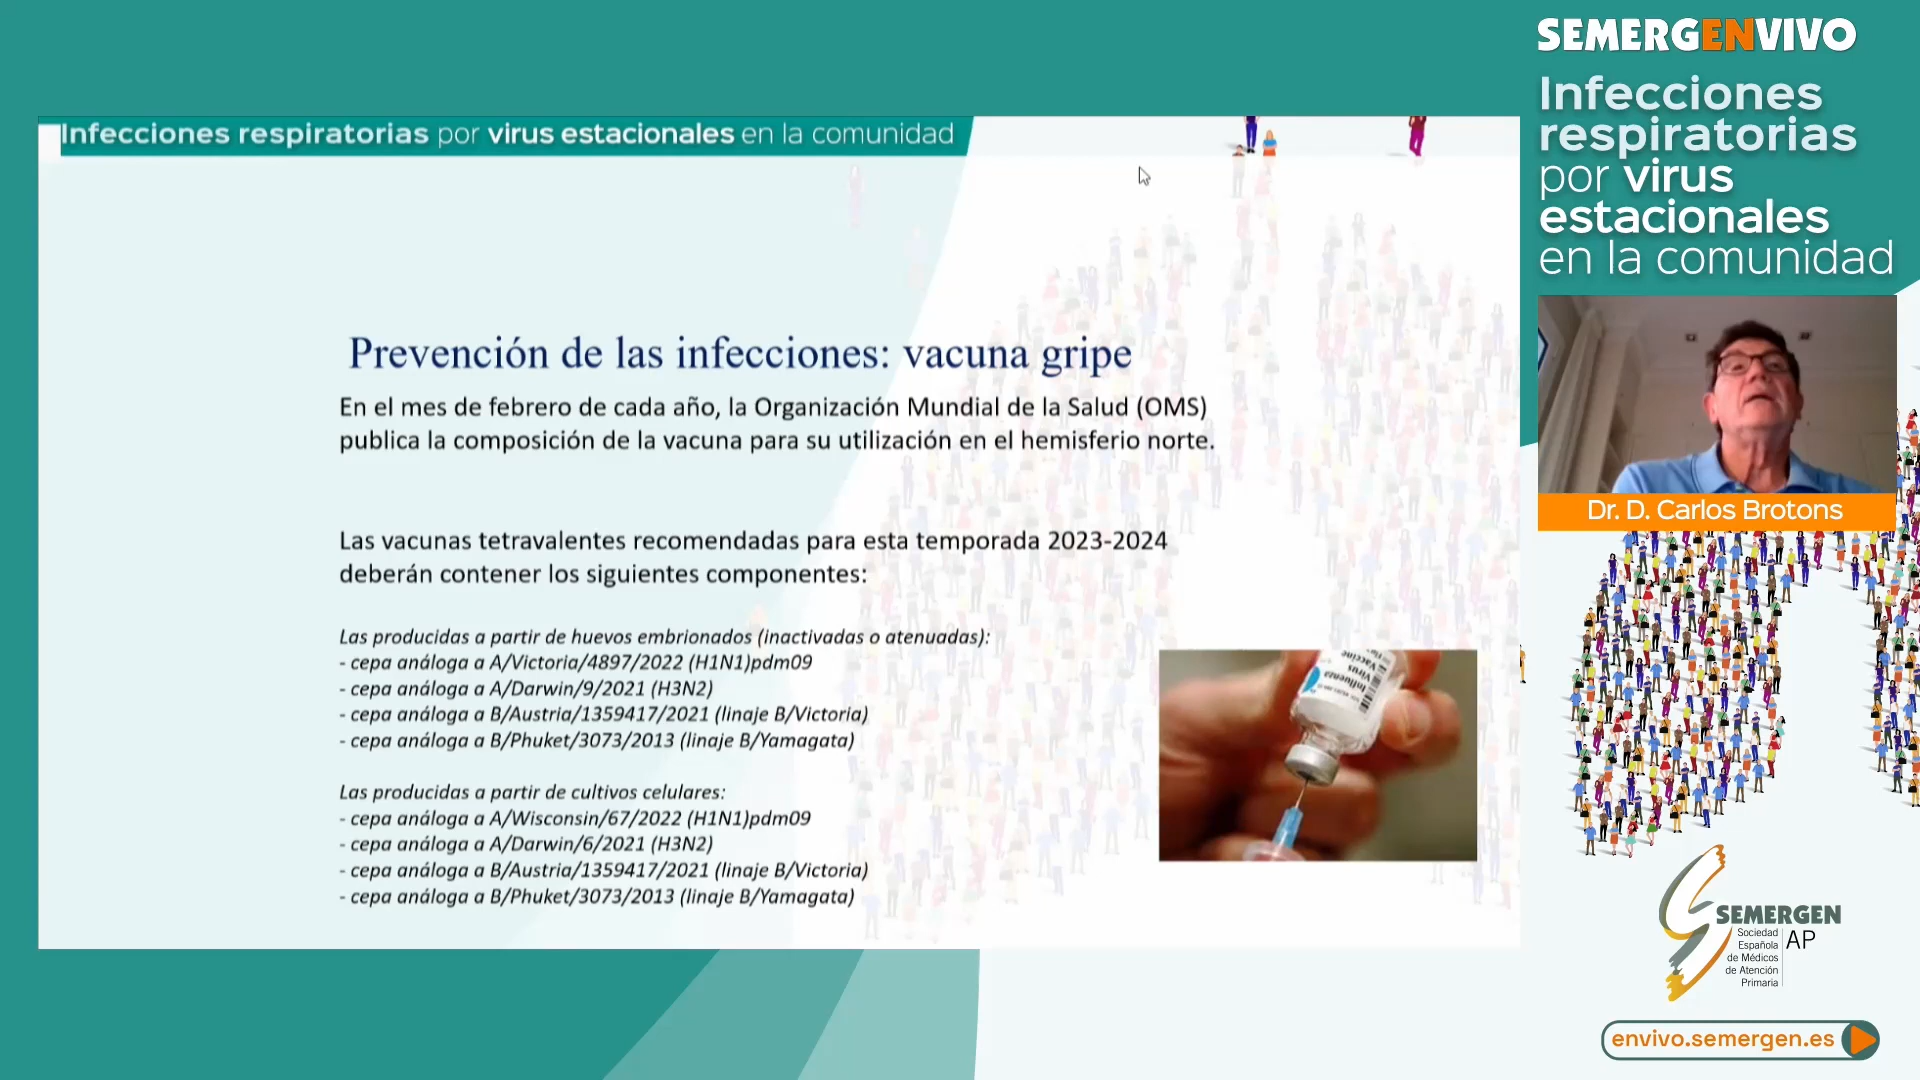 SEMERGENVIVO
Infecciones
respiratorias
por virus
estacionales
en la comunidad
Infecciones respiratorias por virus estacionales en la comunidad
Prevención de las infecciones: vacuna gripe
En el mes de febrero de cada año, la Organización Mundial de la Salud (OMS)
publica la composición de la vacuna para su utilización en el hemisferio norte.
Las vacunas tetravalentes recomendadas para esta temporada 2023-2024
deberán contener los siguientes componentes:
Las producidas a partir de huevos embrionados (inactivadas o atenuadas):
- cepa análoga a A/Victoria/4897/2022 (H1N1)pdm09
- cepa análoga a A/Darwin/9/2021 (H3N2)
- cepa análoga a B/Austria/1359417/2021 (linaje B/Victoria)
- cepa análoga a B/Phuket/3073/2013 (linaje B/Yamagata)
Las producidas a partir de cultivos celulares:
- cepa análoga a A/Wisconsin/67/2022 (H1N1)pdm09
- cepa análoga a A/Darwin/6/2021 (H3N2)
- cepa análoga a B/Austria/1359417/2021 (linaje B/Victoria)
- cepa análoga a B/Phuket/3073/2013 (linaje B/Yamagata)
Influenza
Virus
Vaccine
Dr. D. Carlos Brotons
SEMERGEN
Sociedad
Española
de Médicos
de Atención
Primaria
AP
envivo.semergen.es